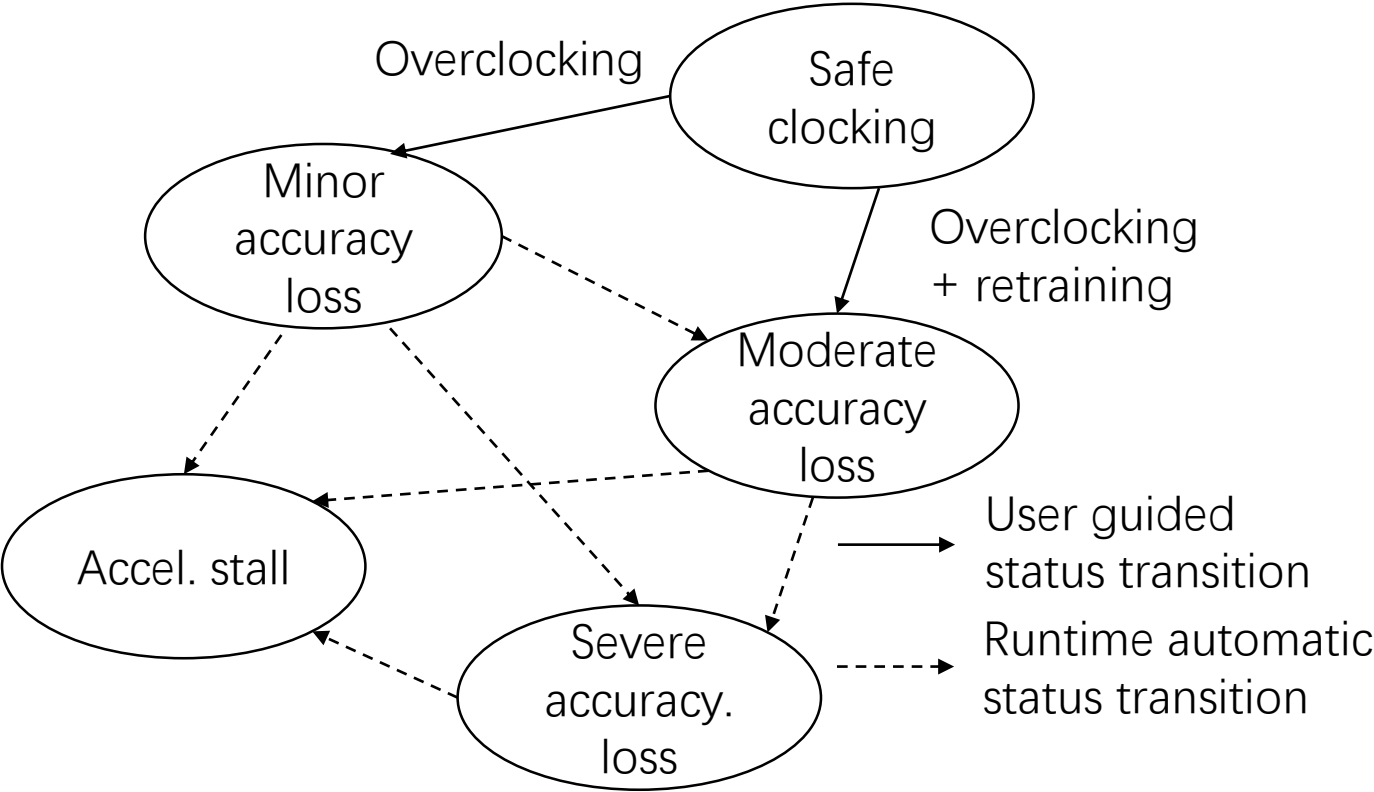 Overclocking
Safe
clocking
Minor
accuracy
loss
Overclocking
+ retraining
Moderate
accuracy
loss
Accel. stall
User guided
status transition
Severe
accuracy.
loss
Runtime automatic
status transition